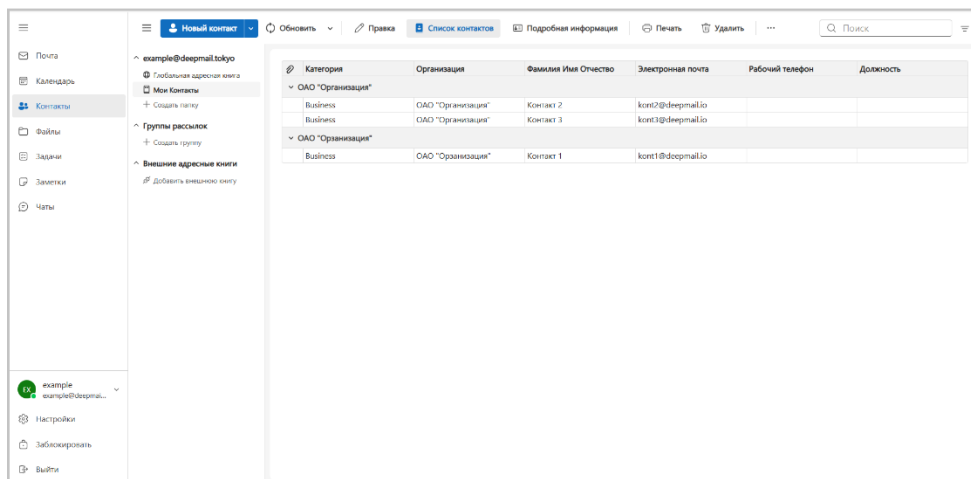 Почта
Календарь
Контакты
Файлы
Задачи
Заметки
Чаты
example
example@deepmai...
Настройки
Заблокировать
Выйти
Новый контакт
Обновить
Правка
Список контактов
Подробная информация
Печать
Удалить
...
Поиск
example@deepmail.tokyo
Глобальная адресная книга
Мои Контакты
Создать папку
Группы рассылок
Создать группу
Внешние адресные книги
Добавить внешнюю книгу
Категория Организация Фамилия Имя Отчество Электронная почта Рабочий телефон Должность
ОАО "Организация"
Business ОАО "Организация" Контакт 2 kont2@deepmail.io
Business ОАО "Организация" Контакт 3 kont3@deepmail.io
ОАО "Орзанизация"
Business ОАО "Орзанизация" Контакт 1 kont1@deepmail.io
EX